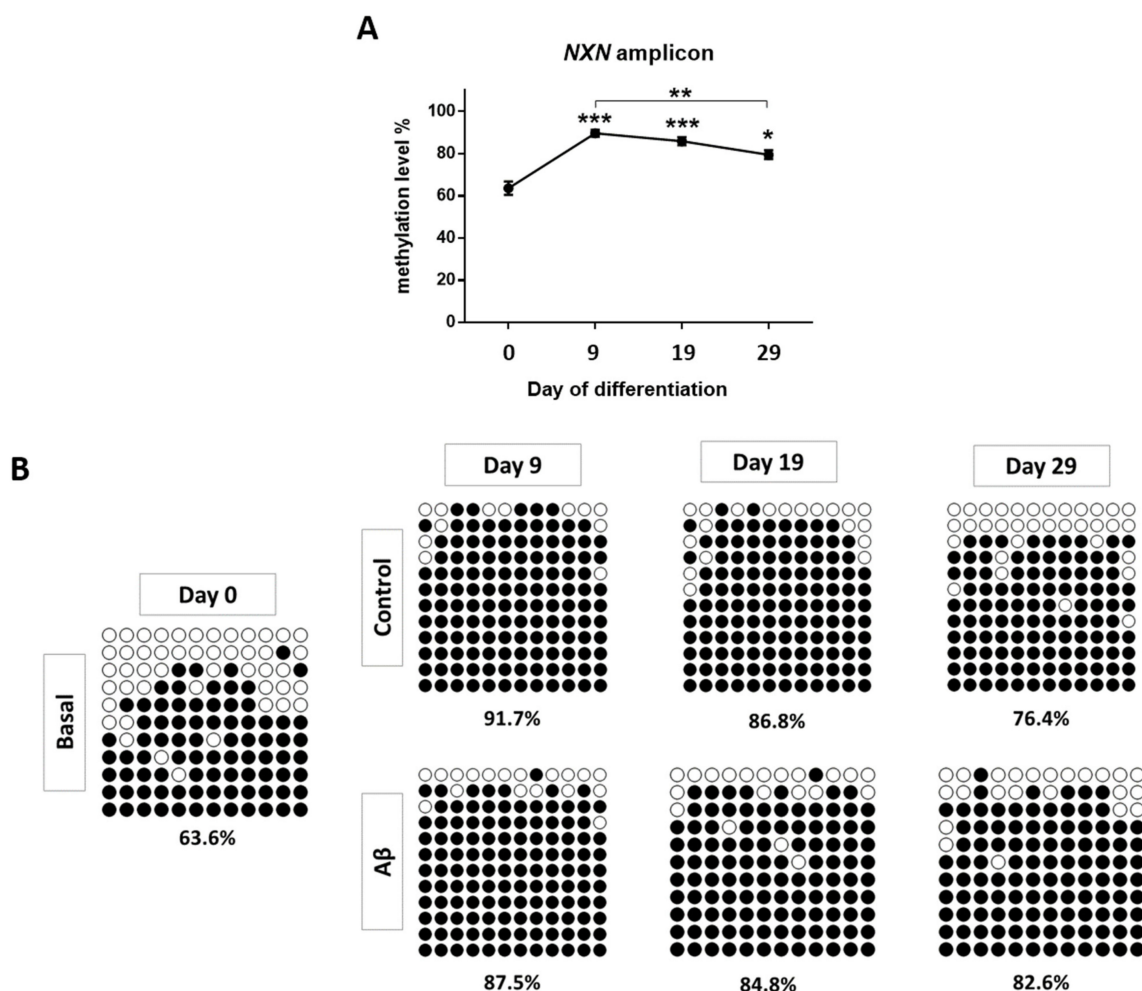 A
NXN amplicon
**
***
***
*
methylation level %
100
80
60
40
20
0
0 9 19 29
Day of differentiation
B
Day 9 Day 19 Day 29
Day 0
Control
Basal
91.7% 86.8% 76.4%
63.6%
Aβ
87.5% 84.8% 82.6%